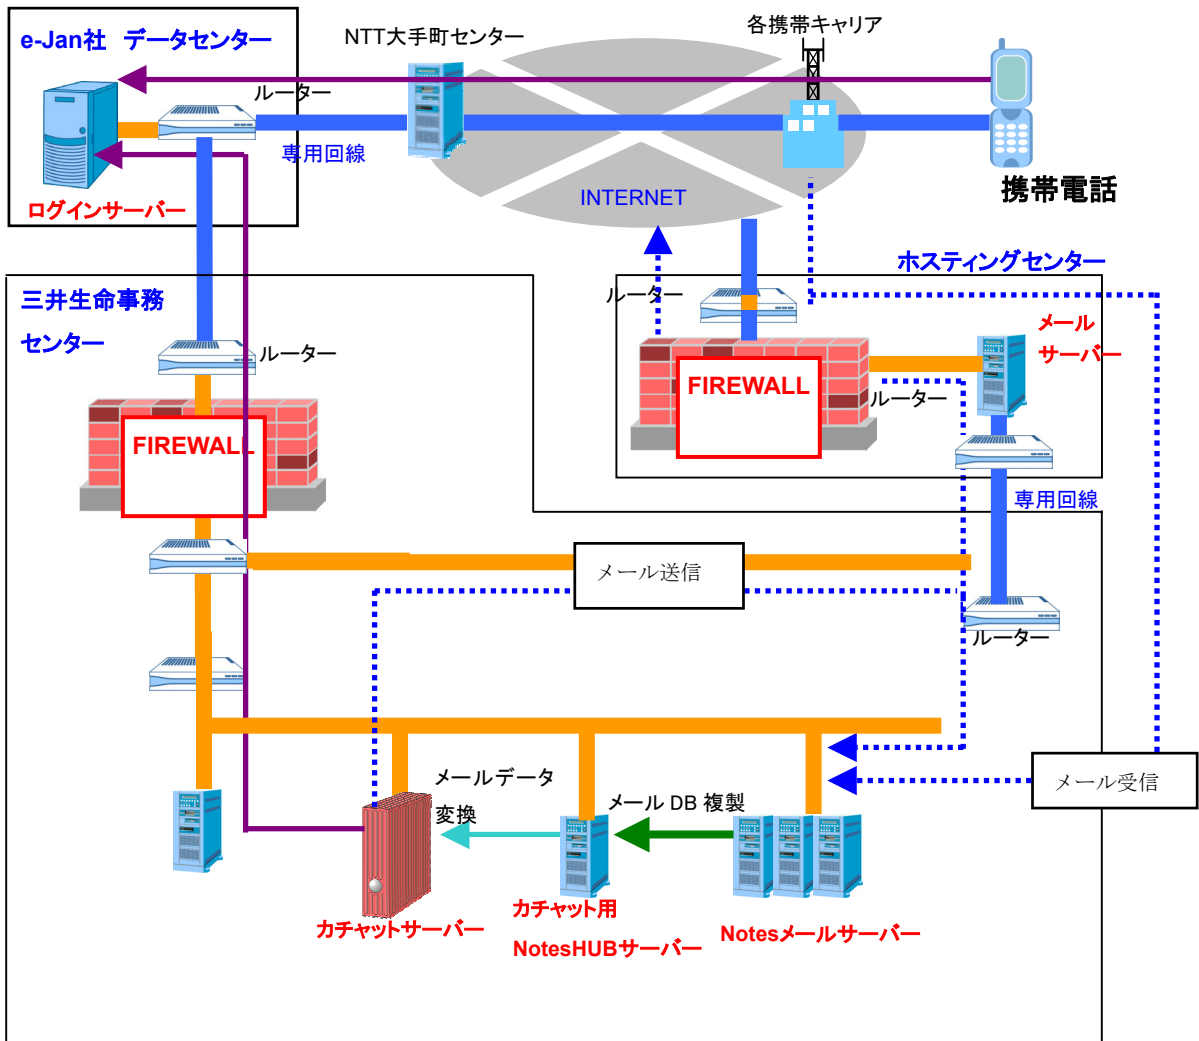 e-Jan社 データセンター
NTT大手町センター
各携帯キャリア
ルーター
専用回線
ログインサーバー
INTERNET
携帯電話
ホスティングセンター
三井生命事務
センター
ルーター
ルーター
メール
サーバー
FIREWALL
ルーター
FIREWALL
専用回線
メール送信
ルーター
メールデータ
変換
メール DB 複製
メール受信
カチャットサーバー
カチャット用
NotesHUBサーバー
Notesメールサーバー